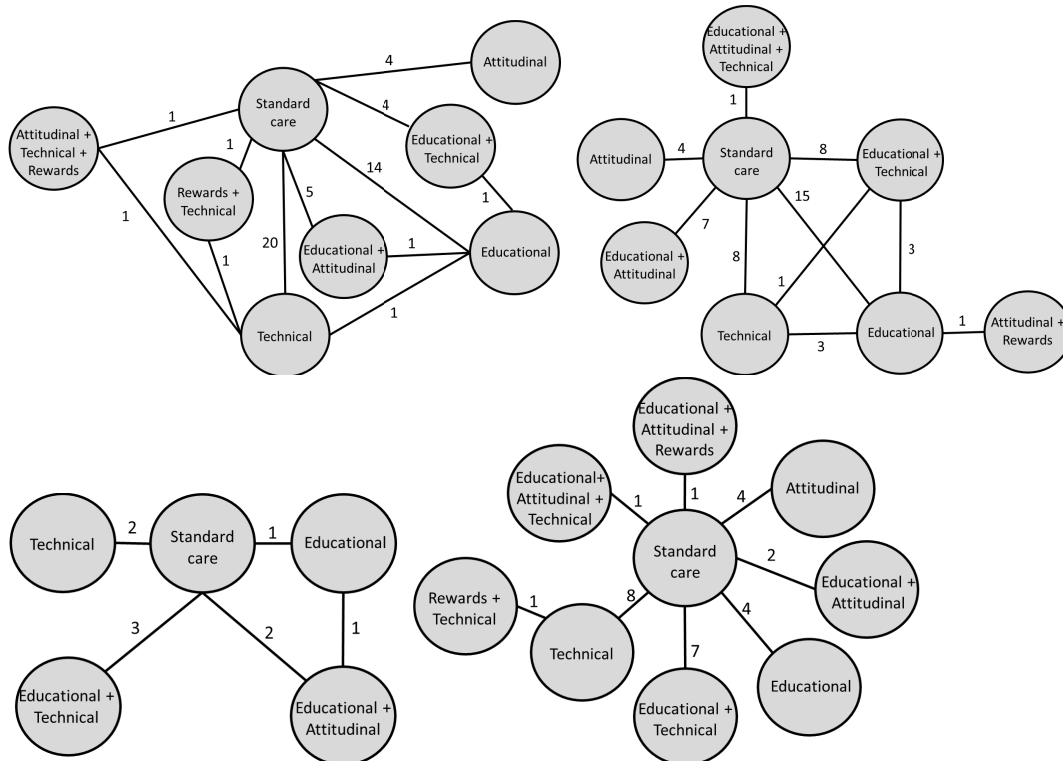 4
Attitudinal
Standard
care
1
4
Attitudinal +
Technical +
Rewards
1
Educational +
Technical
14
Rewards +
Technical
5
1
1
20
Educational +
Attitudinal
1
Educational
1
1
Technical
Educational +
Attitudinal +
Technical
1
Attitudinal
4
Standard
care
8
Educational +
Technical
15
7
Educational +
Attitudinal
8
3
1
Technical
3
Educational
1
Attitudinal +
Rewards
Technical
2
Standard
care
1
Educational
3
2
1
Educational +
Technical
Educational +
Attitudinal
Educational +
Attitudinal +
Rewards
Educational+
Attitudinal +
Technical
1
1
4
Attitudinal
Standard
care
2
Educational +
Attitudinal
Rewards +
Technical
1
8
4
Technical
7
Educational
Educational +
Technical